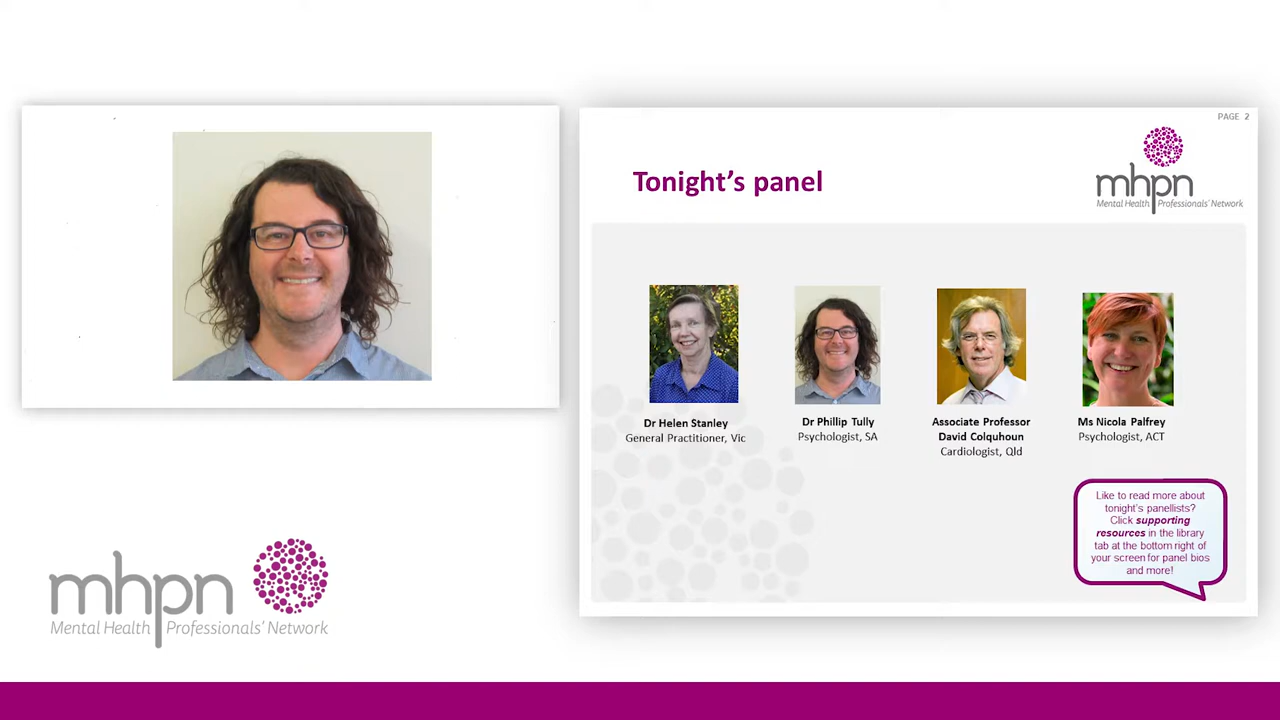 PAGE 2
Tonight's panel
mhpn
Mental Health Professionals' Network
Dr Helen Stanley
General Practitioner, Vic
Dr Phillip Tully
Psychologist, SA
Associate Professor
David Colquhoun
Cardiologist, Qld
Ms Nicola Palfrey
Psychologist, ACT
Like to read more about
tonight's panellists?
Click supporting
resources in the library
tab at the bottom right of
your screen for panel bios
and more!
mhpn
Mental Health Professionals' Network